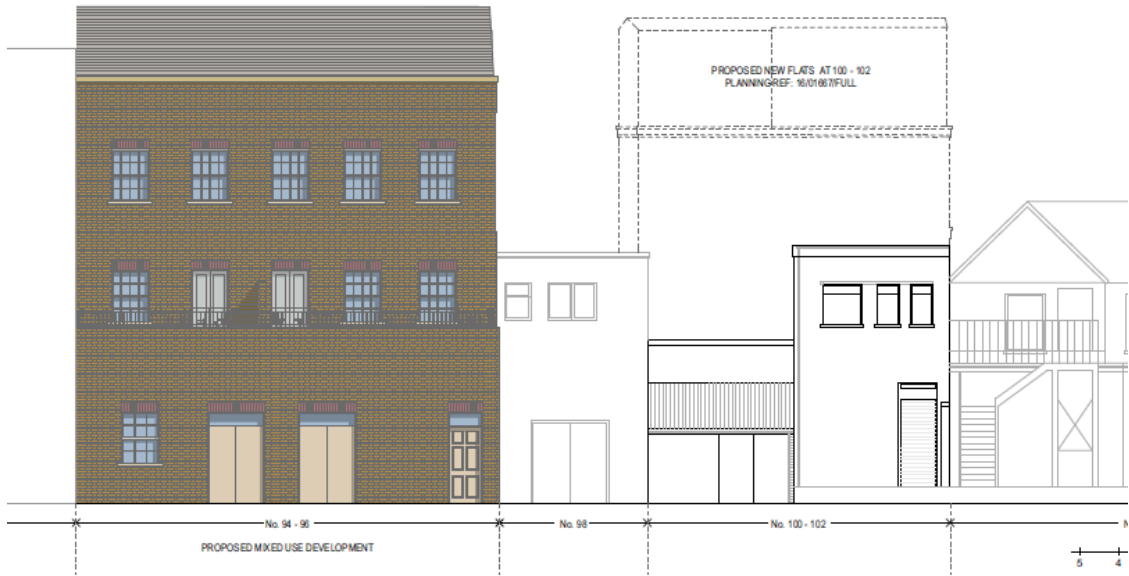 PROPOSED NEW FLATS AT 100 - 102
PLANNING REF: 16/01667/FULL
No. 94 - 96
No. 98
No. 100 - 102
N
PROPOSED MIXED USE DEVELOPMENT
5 4